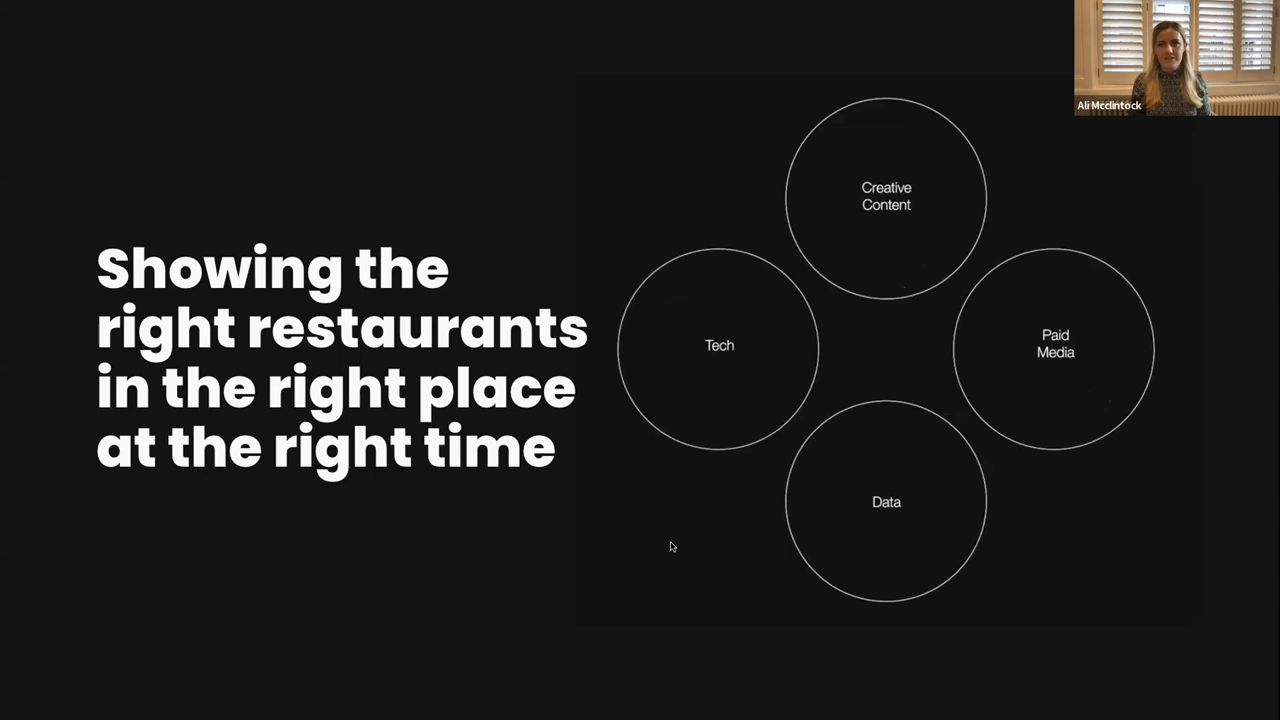 Showing the
right restaurants
in the right place
at the right time
Creative
Content
Tech
Paid
Media
Data
Ali Mcclintock